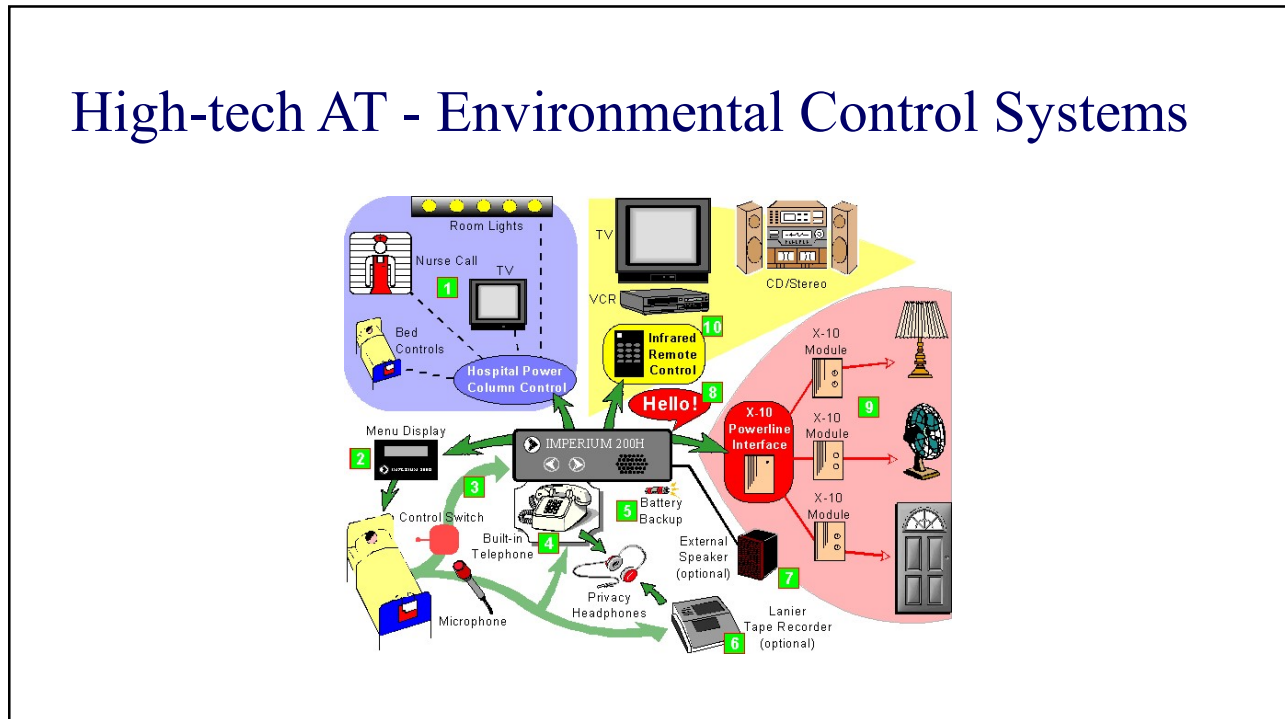 High-tech AT - Environmental Control Systems
Room Lights
Nurse Call
1
TV
Bed
Controls
Hospital Power
Column Control
TV
VCR
CD/Stereo
10
Infrared
Remote
Control
8
Hello!
X-10
Module
9
X-10
Powerline
Interface
X-10
Module
X-10
Module
Menu Display
2
IMPERIUM 200H
IMPERIUM 200H
3
Control Switch
Built-in
Telephone
4
5
Battery
Backup
External
Speaker
(optional)
7
Privacy
Headphones
Microphone
6
Lanier
Tape Recorder
(optional)